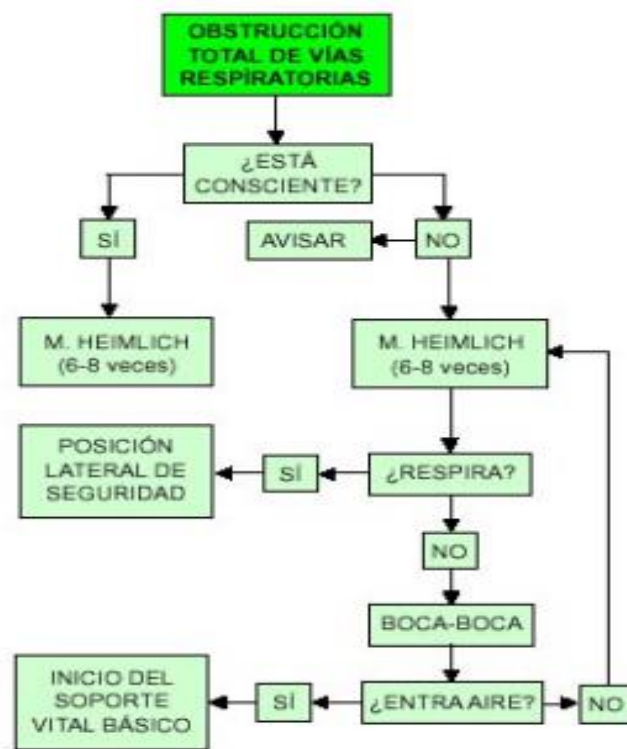 OBSTRUCCIÓN
TOTAL DE VÍAS
RESPIRATORIAS
¿ESTÁ
CONSCIENTE?
SÍ
AVISAR
NO
M. HEIMLICH
(6-8 veces)
M. HEIMLICH
(6-8 veces)
POSICIÓN
LATERAL DE
SEGURIDAD
SÍ
¿RESPIRA?
NO
BOCA-BOCA
INICIO DEL
SOPORTE
VITAL BÁSICO
SÍ
¿ENTRA AIRE?
NO